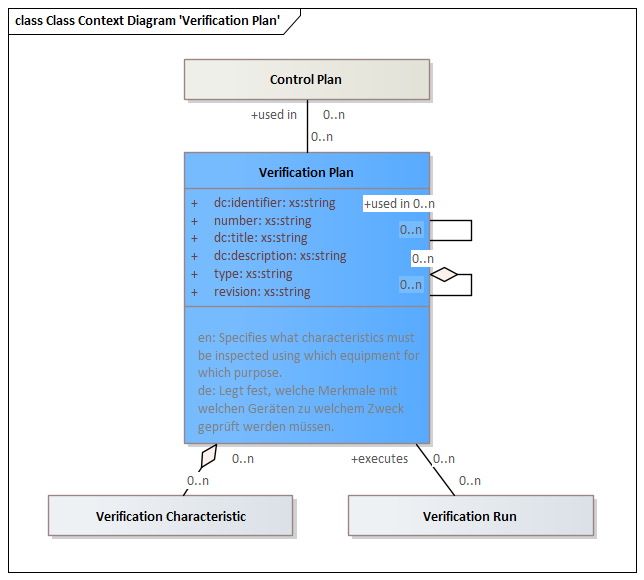 class Class Context Diagram 'Verification Plan'
Control Plan
+used in 0..n
0..n
Verification Plan
+ dc:identifier: xs:string
+ number: xs:string
+ dc:title: xs:string
+ dc:description: xs:string
+ type: xs:string
+ revision: xs:string
+used in 0..n
0..n
0..n
0..n
en: Specifies what characteristics must
be inspected using which equipment for
which purpose.
de: Legt fest, welche Merkmale mit
welchen Geräten zu welchem Zweck
geprüft werden müssen.
0..n
0..n
+executes 0..n
0..n
Verification Characteristic
Verification Run